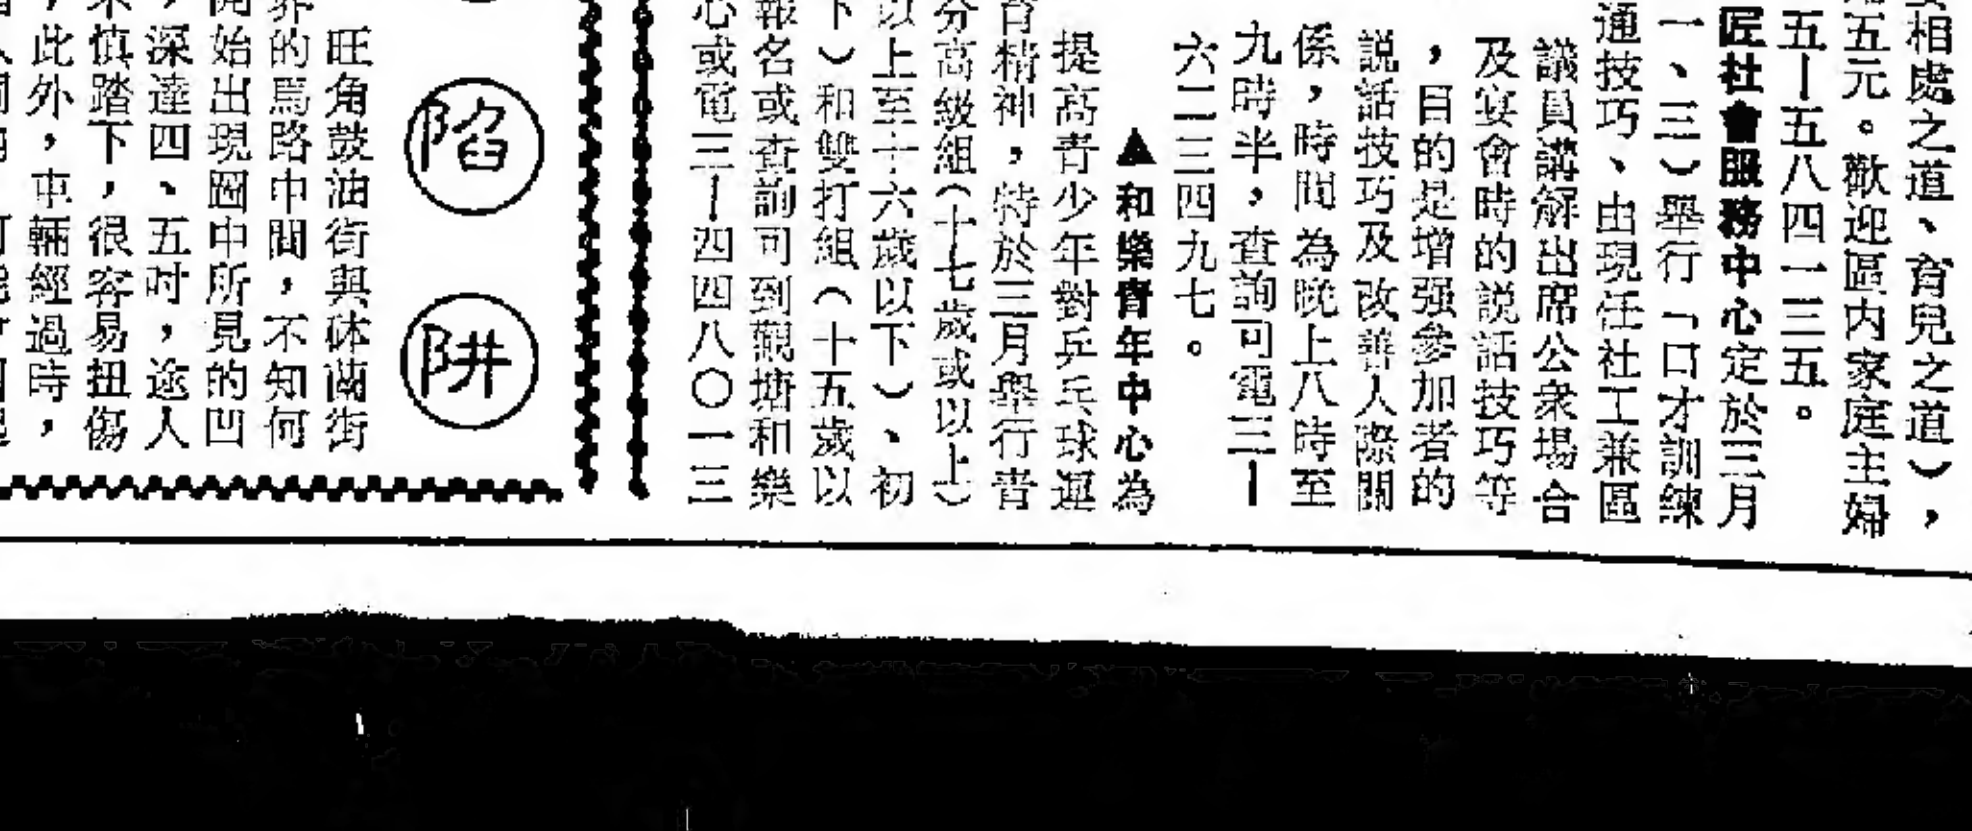 相處之道、育兒之道），
五元。歡迎區内家庭主婦
五—五八四一三五。
匠社會服務中心定於三月
一、三）舉行「口才訓練
通技巧、由現任社工兼區
議員講解出席公衆場合
及宴會時的説話技巧等
，目的是增强參加者的
説話技巧及改善人際關
係，時間為晚上八時至
九時半，查詢可電三—
六二三四九七。
▲和樂青年中心為
提高青少年對乒乓球運
育精神，特於三月舉行青
分高級組（十七歲或以上）
以上至十六歲以下）、初
下）和雙打組（十五歲以
報名或查詢可到觀塘和樂
心或電三—四四八〇一三
陷
阱
旺角鼓油街與砵蘭街
界的馬路中間，不知何
開始出現圖中所見的凹
，深達四、五吋，途人
不慎踏下，很容易扭傷
，此外，車輛經過時，